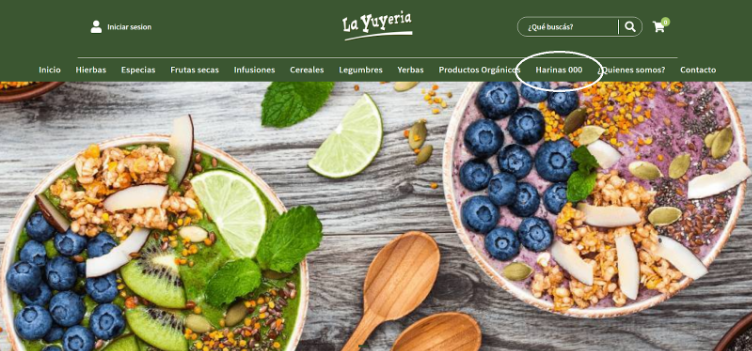 Iniciar sesion
La Yuyeria
¿Qué buscás?
0
Inicio Hierbas Especias Frutas secas Infusiones Cereales Legumbres Yerbas Productos Orgánicos Harinas 000 ¿Quienes somos? Contacto